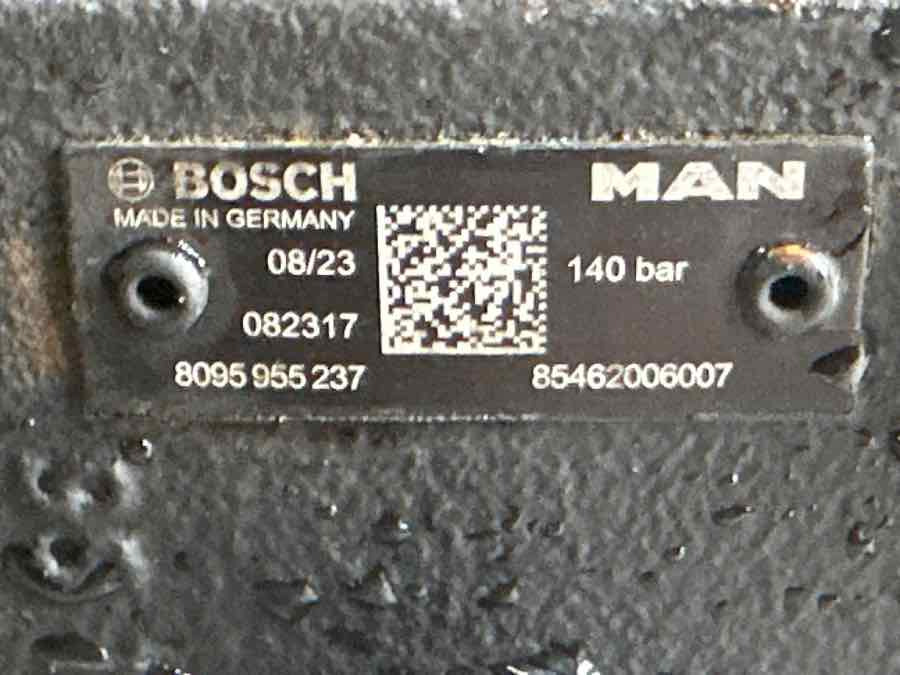 BOSCH
MAN
MADE IN GERMANY
08/23
140 bar
082317
8095 955 237
85462006007